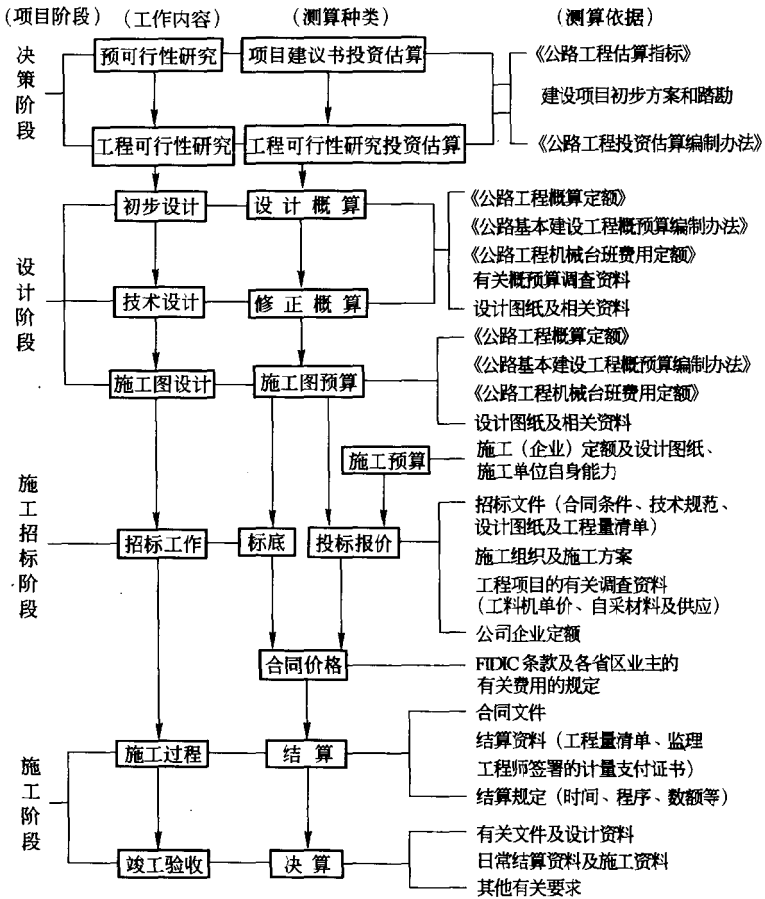 (项目阶段) (工作内容) (测算种类) (测算依据)
决策阶段
预可行性研究
项目建议书投资估算
《公路工程估算指标》
建设项目初步方案和踏勘
工程可行性研究
工程可行性研究投资估算
《公路工程投资估算编制办法》
设计阶段
初步设计
设计概算
《公路工程概算定额》
《公路基本建设工程概预算编制办法》
《公路工程机械台班费用定额》
有关概预算调查资料
技术设计
修正概算
设计图纸及相关资料
《公路工程概算定额》
《公路基本建设工程概预算编制办法》
施工图设计
施工图预算
《公路工程机械台班费用定额》
设计图纸及相关资料
施工招标阶段
施工预算
施工(企业)定额及设计图纸、
施工单位自身能力
招标工作
标底
投标报价
招标文件(合同条件、技术规范、
设计图纸及工程量清单)
施工组织及施工方案
工程项目的有关调查资料
(工料机单价、自采材料及供应)
公司企业定额
合同价格
FIDIC 条款及各省区业主的
有关费用的规定
施工阶段
施工过程
结算
合同文件
结算资料(工程量清单、监理
工程师签署的计量支付证书)
结算规定(时间、程序、数额等)
竣工验收
决算
有关文件及设计资料
日常结算资料及施工资料
其他有关要求